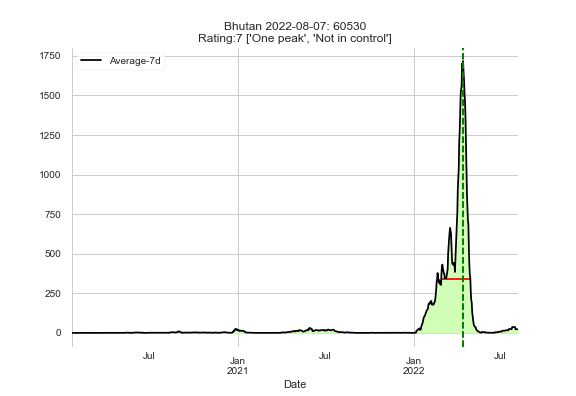 Bhutan 2022-08-07: 60530
Rating:7 ['One peak', 'Not in control']
Average-7d
1750
1500
1250
1000
750
500
250
0
Jul
Jan
2021
Jul
Jan
2022
Jul
Date